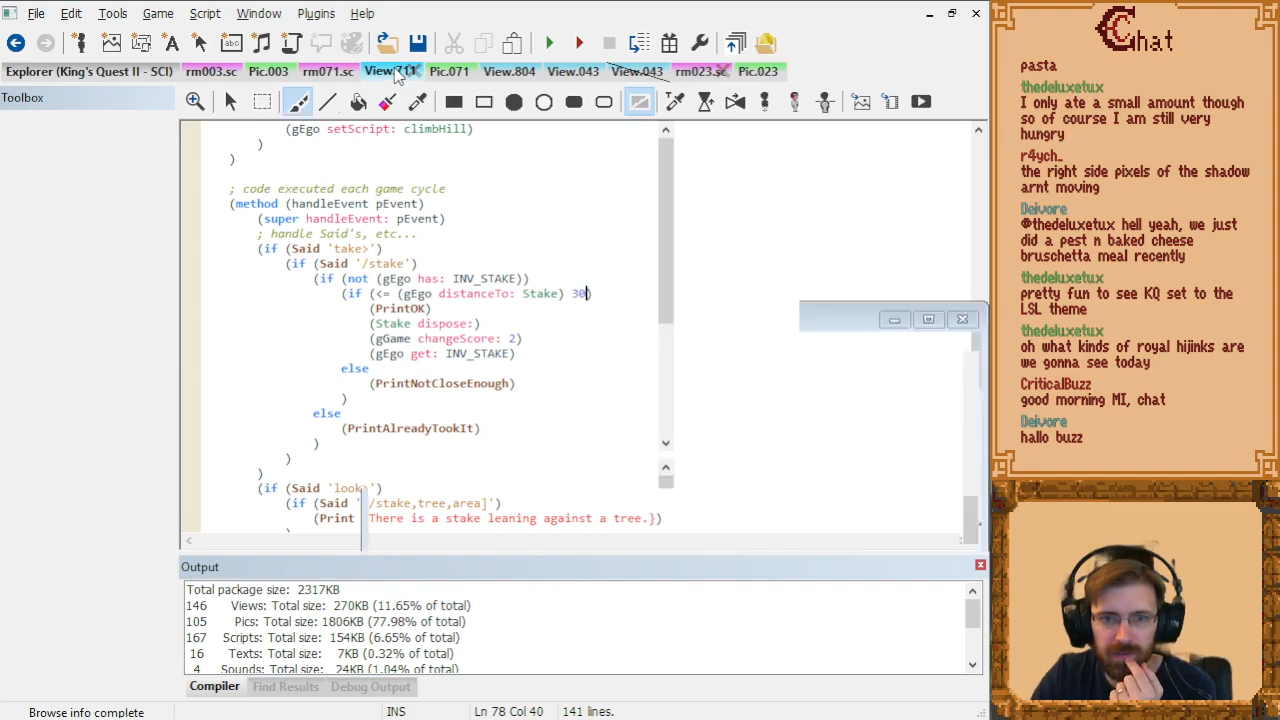 File Edit Tools Game Script Window Plugins Help
Explorer (King's Quest II - SCI) rm003.sc Pic.003 rm071.sc View.711 Pic.071 View.804 View.043 View.043 rm023.sc Pic.023
Toolbox
(gEgo setScript: climbHill)
)
)
; code executed each game cycle
(method (handleEvent pEvent)
(super handleEvent: pEvent)
; handle Said's, etc...
(if (Said 'take>')
(if (Said '/stake')
(if (not (gEgo has: INV_STAKE))
(if (<= (gEgo distanceTo: Stake) 30)
(PrintOK)
(Stake dispose:)
(gGame changeScore: 2)
(gEgo get: INV_STAKE)
else
(PrintNotCloseEnough)
)
else
(PrintAlreadyTookIt)
)
)
)
(if (Said 'look>')
(if (Said '/stake,tree,area]')
(Print There is a stake leaning against a tree.})
Output
Total package size: 2317KB
146 Views: Total size: 270KB (11.65% of total)
105 Pics: Total size: 1806KB (77.98% of total)
167 Scripts: Total size: 154KB (6.65% of total)
16 Texts: Total size: 7KB (0.32% of total)
4 Sounds: Total size: 24KB (1.04% of total)
Compiler Find Results Debug Output
Browse info complete INS Ln 78 Col 40 141 lines.
Chat
pasta
thedeluxetux
I only ate a small amount though
so of course I am still very
hungry
r4ych_
the right side pixels of the shadow
arnt moving
Deivore
@thedeluxetux hell yeah, we just
did a pest n baked cheese
bruschetta meal recently
thedeluxetux
pretty fun to see KQ set to the
LSL theme
thedeluxetux
oh what kinds of royal hijinks are
we gonna see today
CriticalBuzz
good morning MI, chat
Deivore
hallo buzz